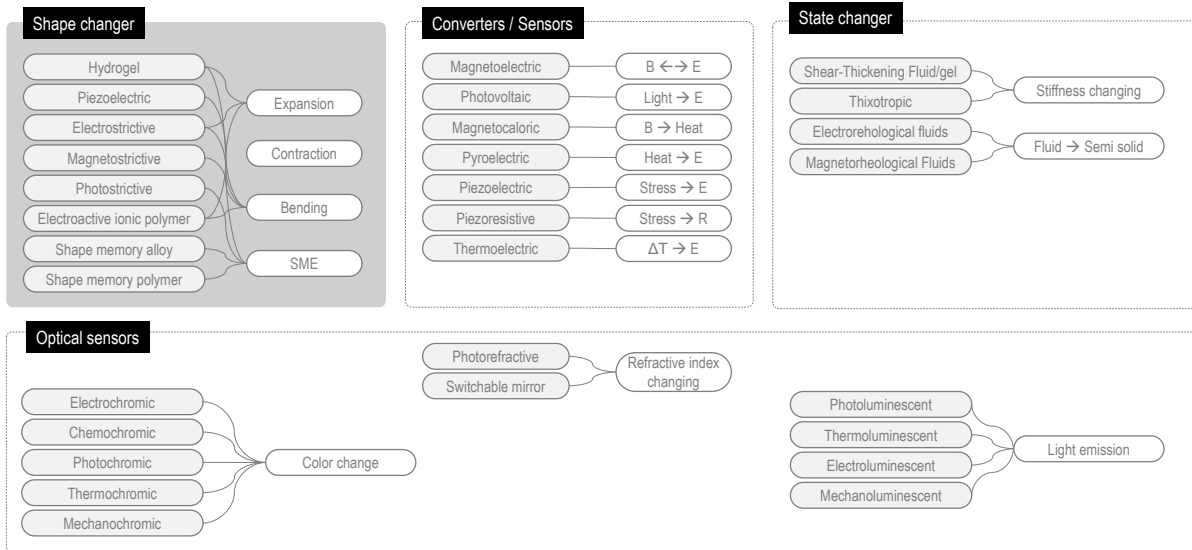 Shape changer
Hydrogel
Piezoelectric
Electrostrictive
Magnetostrictive
Photostrictive
Electroactive ionic polymer
Shape memory alloy
Shape memory polymer
Expansion
Contraction
Bending
SME
Converters / Sensors
Magnetoelectric
B ←→ E
Photovoltaic
Light → E
Magnetocaloric
B → Heat
Pyroelectric
Heat → E
Piezoelectric
Stress → E
Piezoresistive
Stress → R
Thermoelectric
ΔT → E
State changer
Shear-Thickening Fluid/gel
Thixotropic
Electrorehological fluids
Magnetorheological Fluids
Stiffness changing
Fluid → Semi solid
Optical sensors
Electrochromic
Chemochromic
Photochromic
Thermochromic
Mechanochromic
Color change
Photorefractive
Switchable mirror
Refractive index
changing
Photoluminescent
Thermoluminescent
Electroluminescent
Mechanoluminescent
Light emission